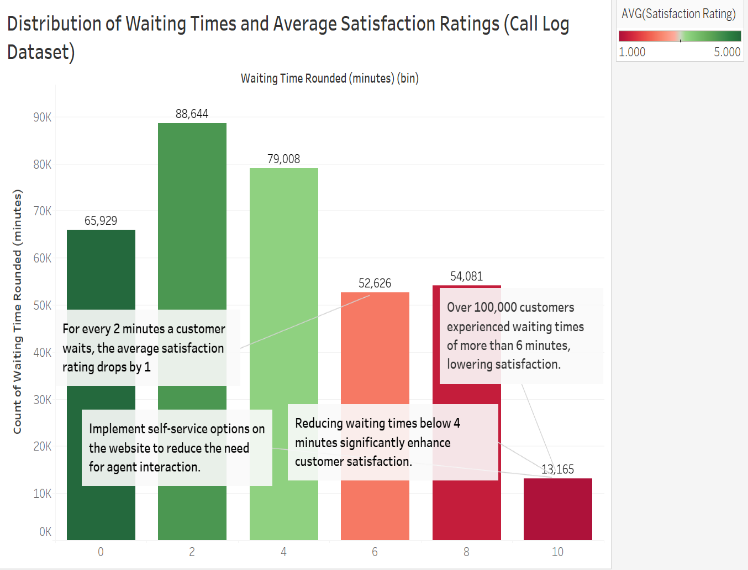 Distribution of Waiting Times and Average Satisfaction Ratings (Call Log
Dataset)
AVG(Satisfaction Rating)
1.000
5.000
Waiting Time Rounded (minutes) (bin)
Count of Waiting Time Rounded (minutes)
90K
80K
70K
60K
50K
40K
30K
20K
10K
0K
65,929
88,644
79,008
52,626
54,081
13,165
For every 2 minutes a customer
waits, the average satisfaction
rating drops by 1
Over 100,000 customers
experienced waiting times
of more than 6 minutes,
lowering satisfaction.
Implement self-service options on
the website to reduce the need
for agent interaction.
Reducing waiting times below 4
minutes significantly enhance
customer satisfaction.
0
2
4
6
8
10